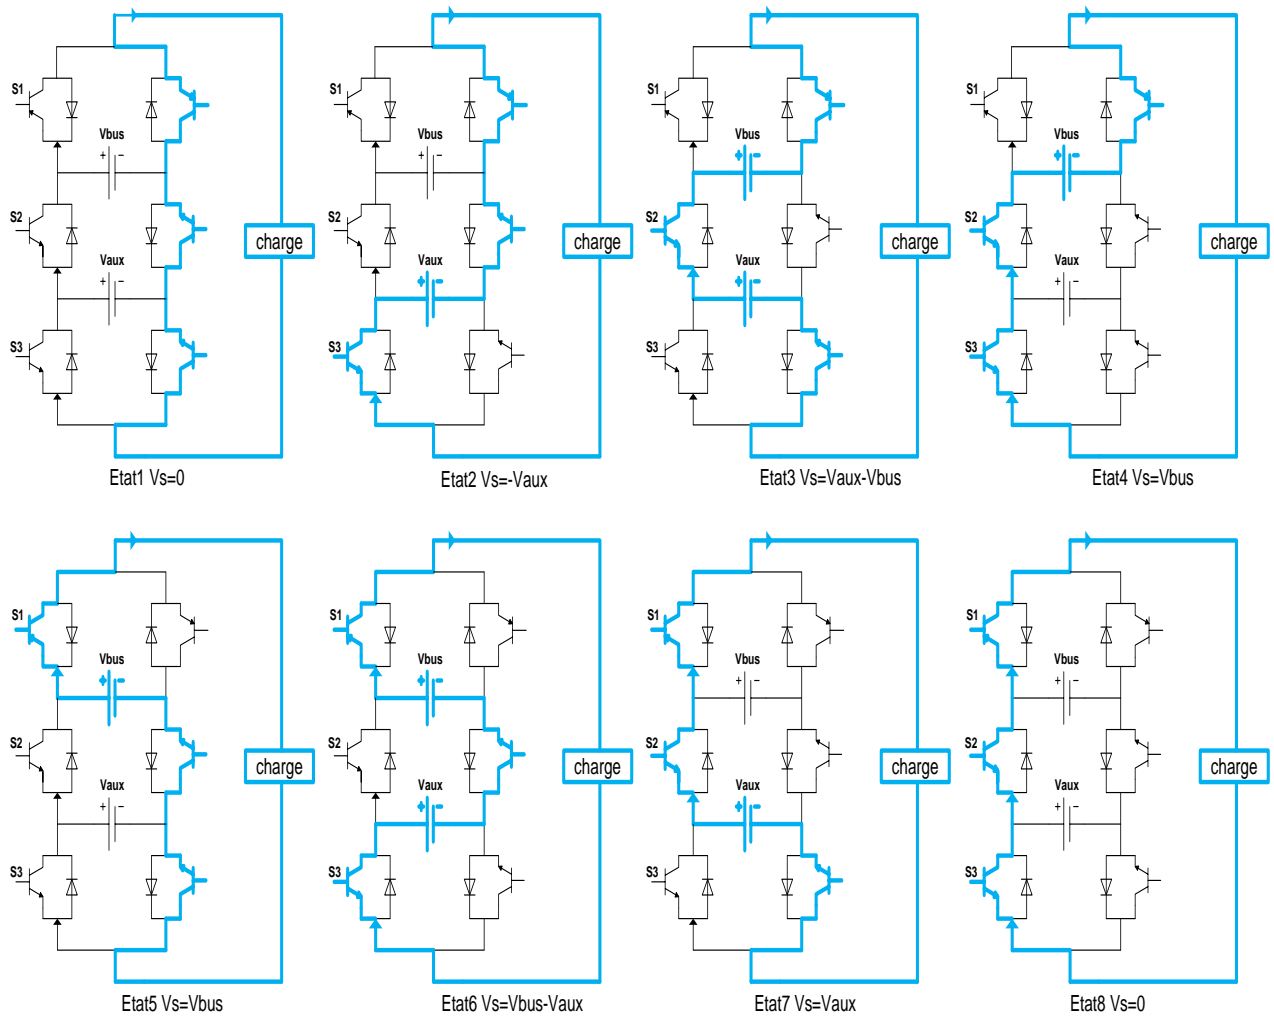 S1 S1 S1 S1
Vbus Vbus Vbus Vbus
+ − + − + − + −
S2 S2 S2 S2
charge charge charge charge
Vaux Vaux Vaux Vaux
+ − + − + − + −
S3 S3 S3 S3
Etat1 Vs=0 Etat2 Vs=-Vaux Etat3 Vs=Vaux-Vbus Etat4 Vs=Vbus
S1 S1 S1 S1
Vbus Vbus Vbus Vbus
+ − + − + − + −
S2 S2 S2 S2
charge charge charge charge
Vaux Vaux Vaux Vaux
+ − + − + − + −
S3 S3 S3 S3
Etat5 Vs=Vbus Etat6 Vs=Vbus-Vaux Etat7 Vs=Vaux Etat8 Vs=0